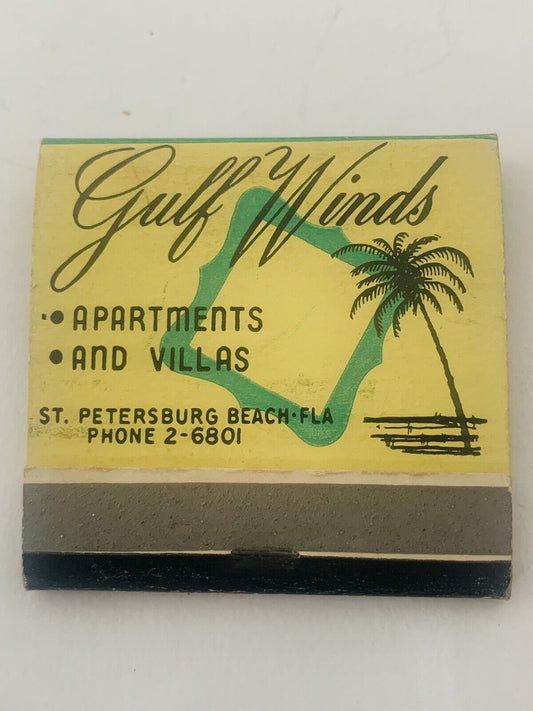 Gulf Winds
• APARTMENTS
• AND VILLAS
ST. PETERSBURG BEACH•FLA
PHONE 2-6801